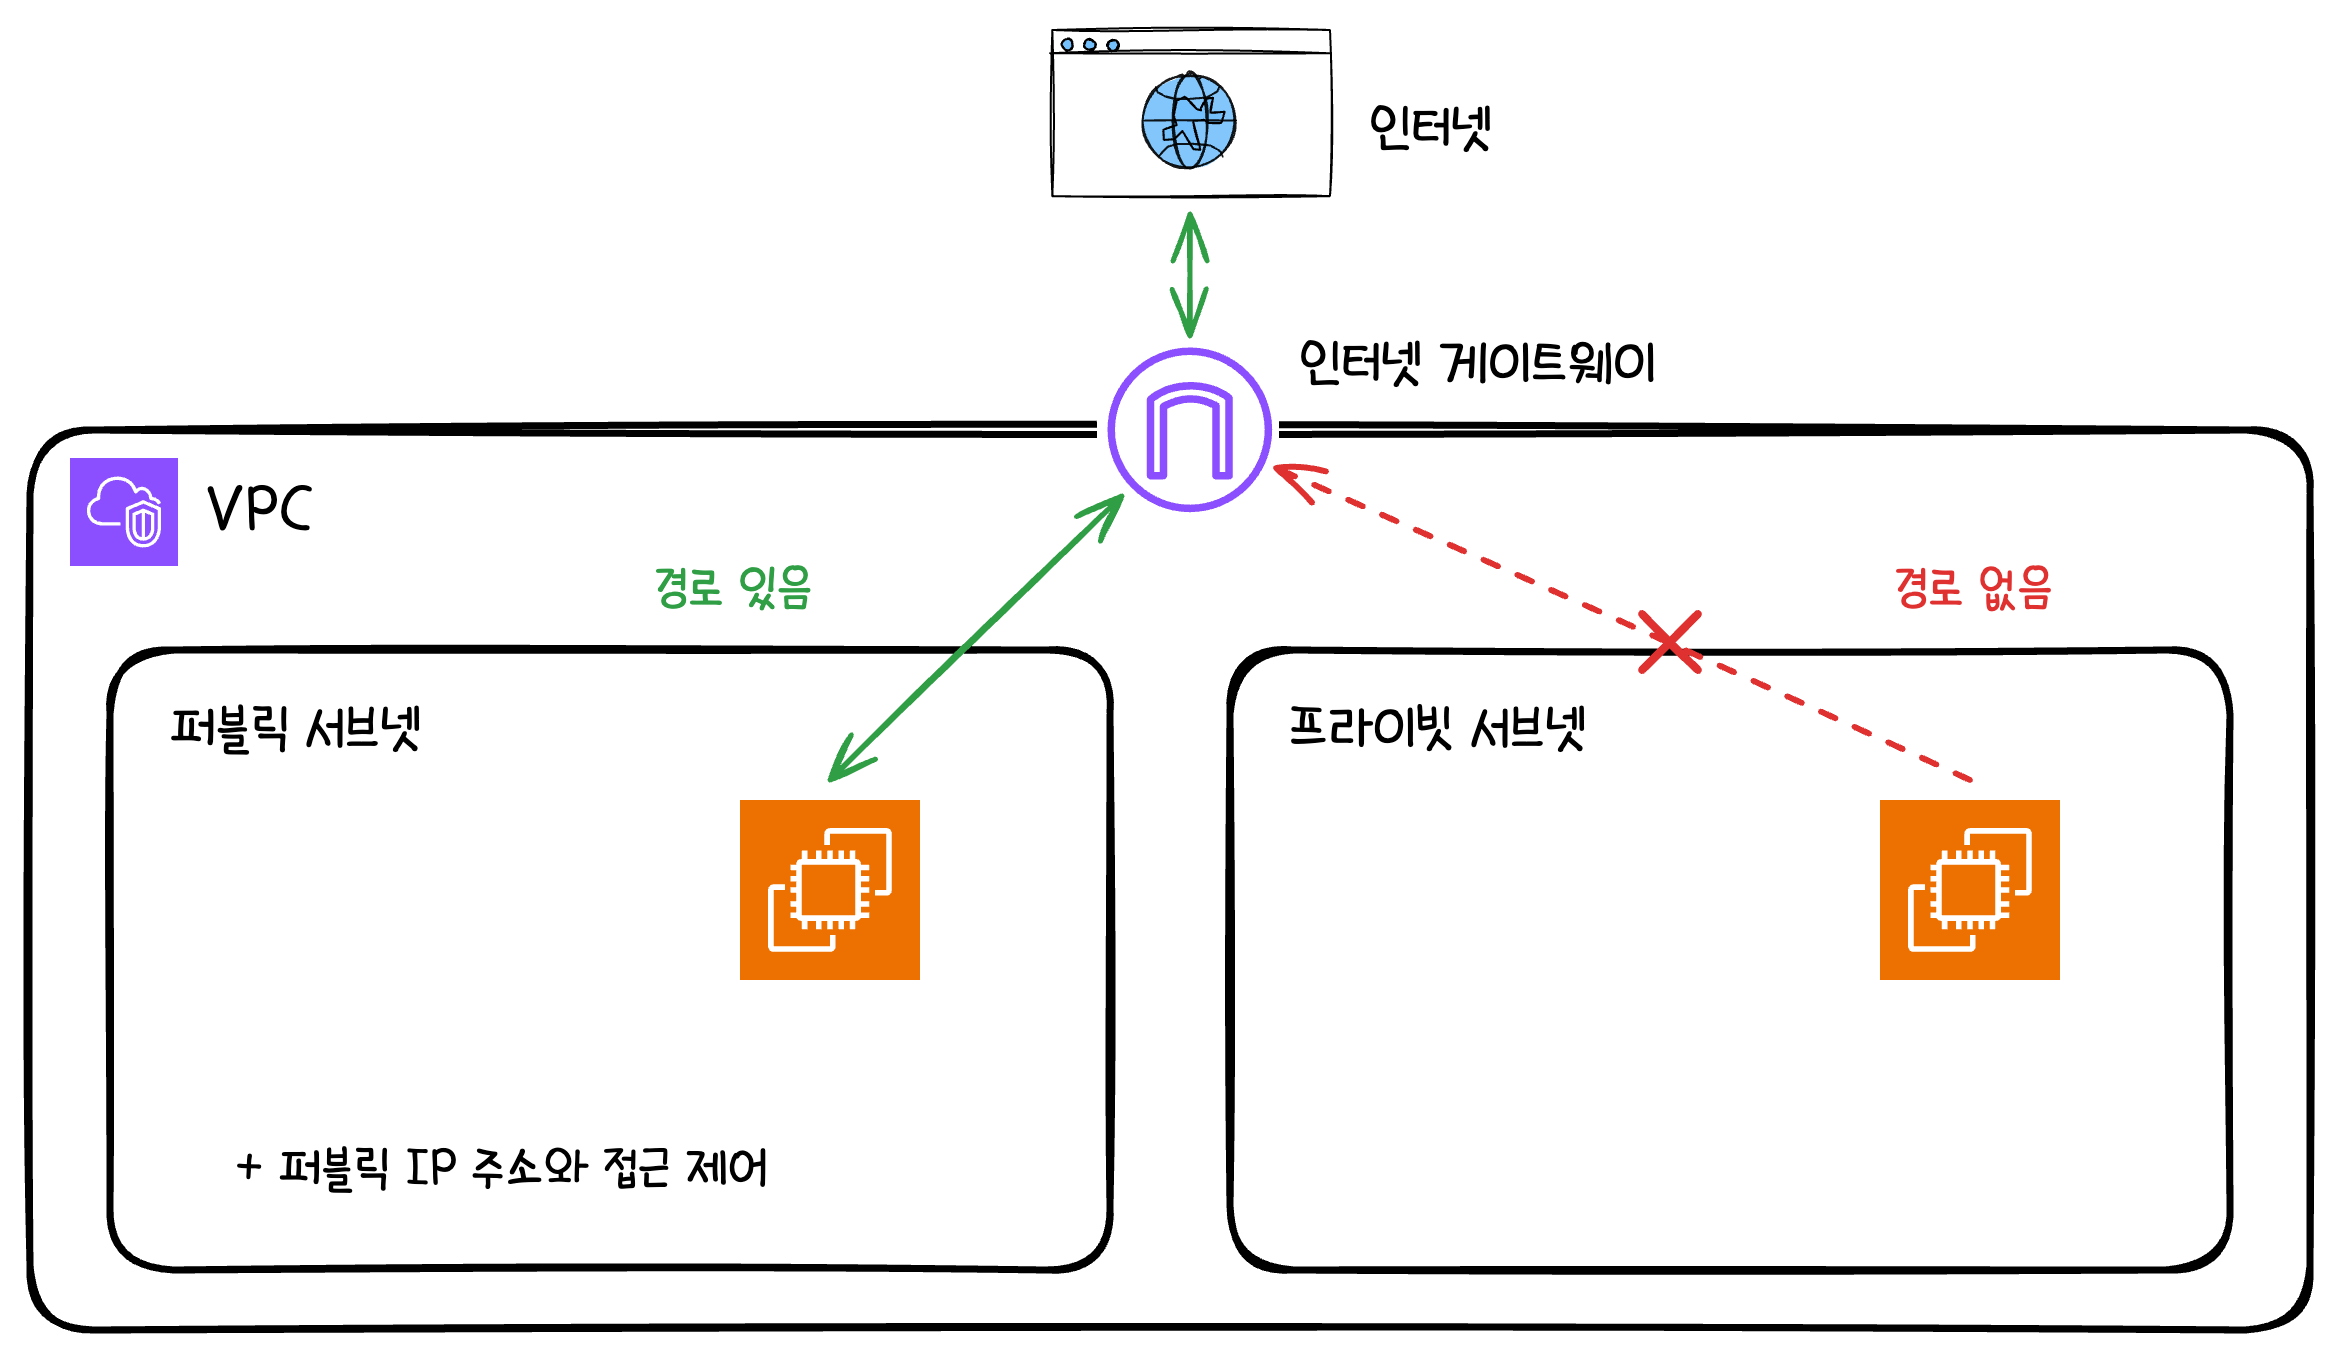 인터넷
인터넷 게이트웨이
VPC
경로 있음
경로 없음
퍼블릭 서브넷
프라이빗 서브넷
+ 퍼블릭 IP 주소와 접근 제어